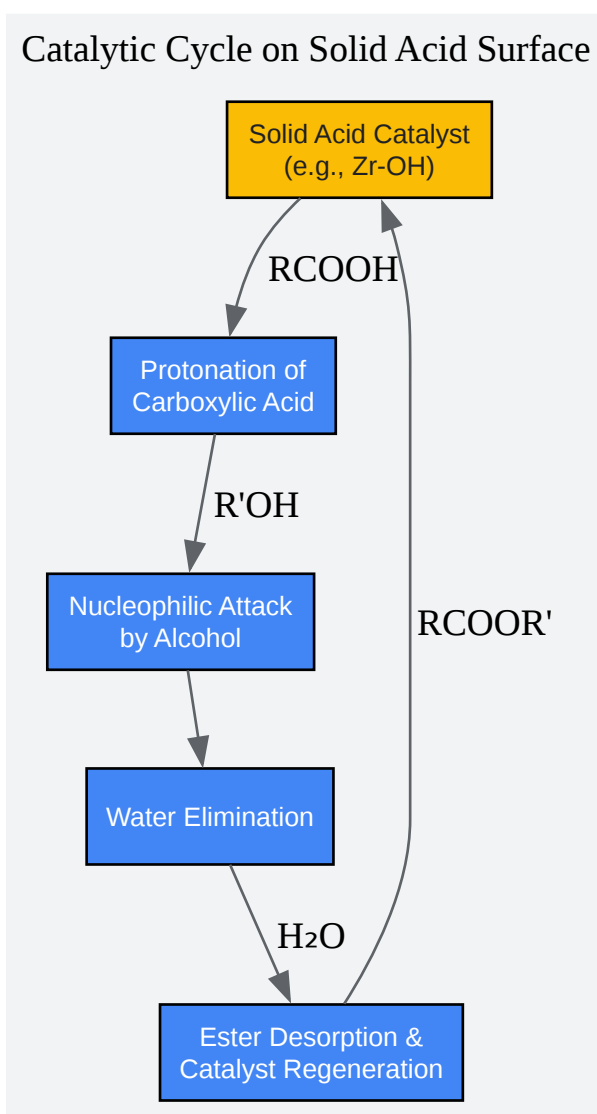 Catalytic Cycle on Solid Acid Surface
Solid Acid Catalyst
(e.g., Zr-OH)
RCOOH
Protonation of
Carboxylic Acid
R'OH
Nucleophilic Attack
by Alcohol
RCOOR'
Water Elimination
H₂O
Ester Desorption &
Catalyst Regeneration